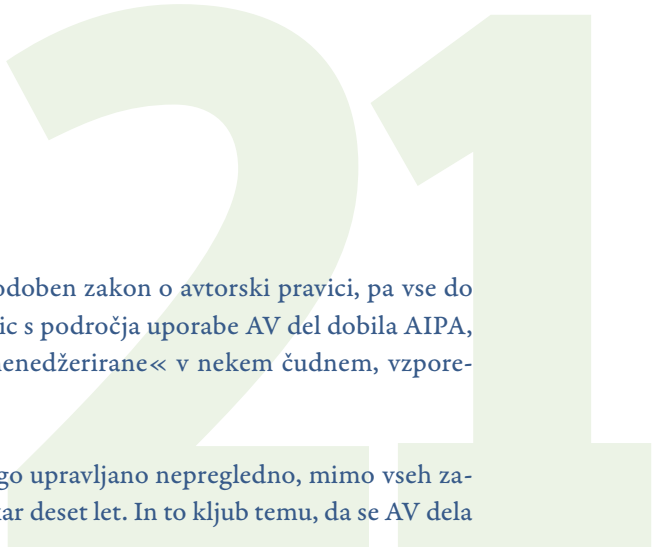 21
odoben zakon o avtorski pravici, pa vse do
ic s področja uporabe AV del dobila AIPA,
enedžerirane« v nekem čudnem, vzpore-
go upravljano nepregledno, mimo vseh za-
ar deset let. In to kljub temu, da se AV dela